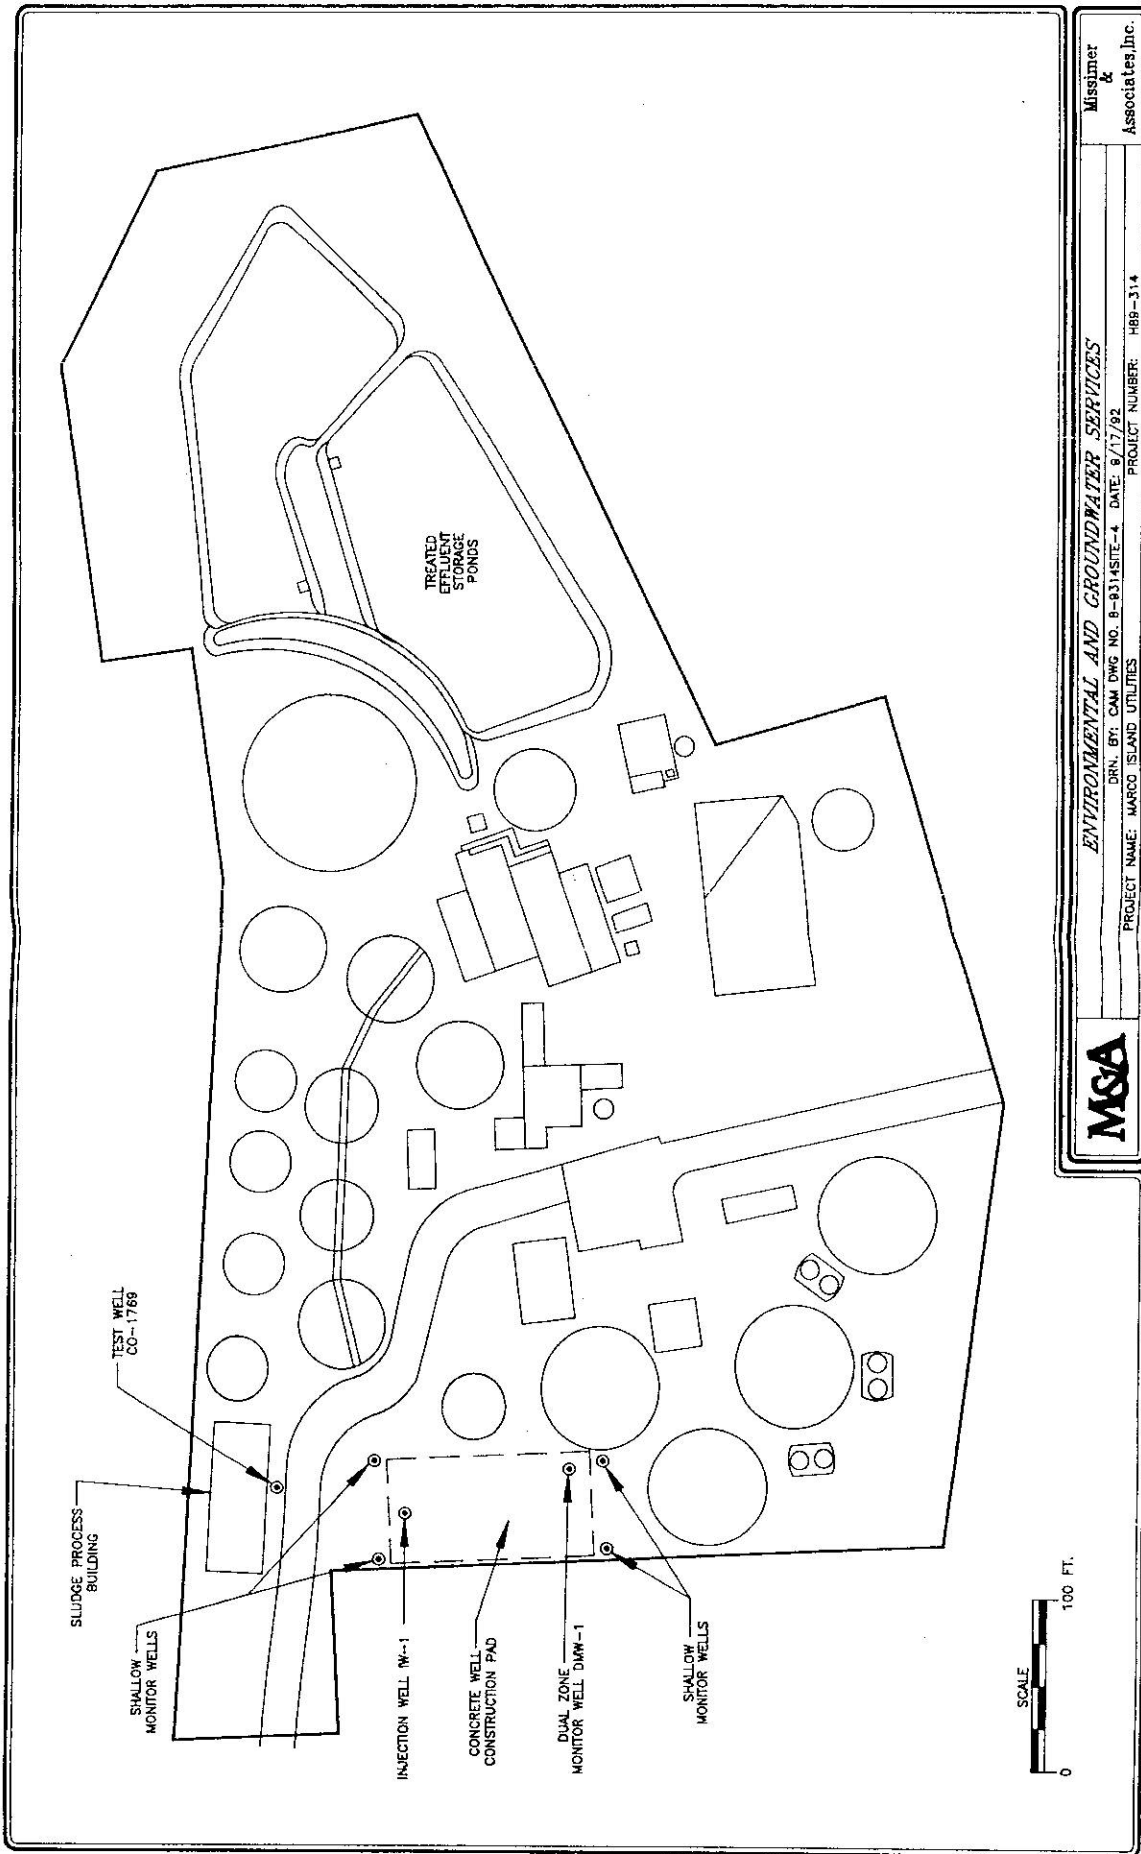 SLUDGE PROCESS
BUILDING
TEST WELL
CO-1769
SHALLOW
MONITOR WELLS
INJECTION WELL IW-1
CONCRETE WELL
CONSTRUCTION PAD
DUAL ZONE
MONITOR WELL DMW-1
SHALLOW
MONITOR WELLS
TREATED
EFFLUENT
STORAGE
PONDS
SCALE
0
100 FT.
M&A
ENVIRONMENTAL AND GROUNDWATER SERVICES
DRN. BY: CAM DWG NO. B-9314SITE-4 DATE: 9/17/92
PROJECT NAME: MARCO ISLAND UTILITIES PROJECT NUMBER: H89-314
Missimer
&
Associates,Inc.